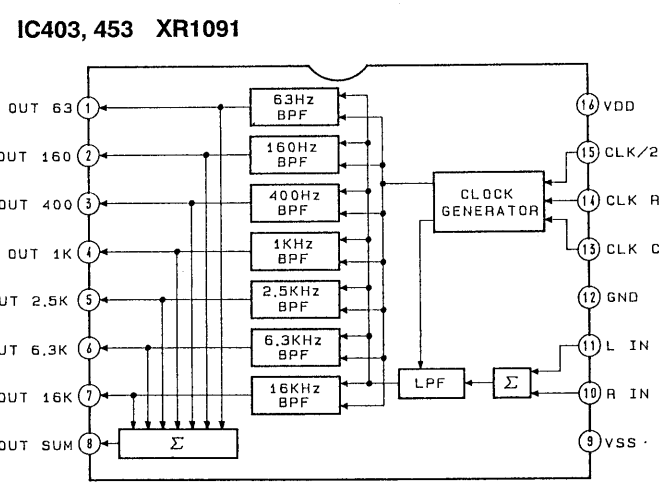 IC403, 453 XR1091
OUT 63 1
63Hz
BPF
16 VDD
OUT 160 2
160Hz
BPF
15 CLK/2
OUT 400 3
400Hz
BPF
CLOCK
GENERATOR
14 CLK R
OUT 1K 4
1KHz
BPF
13 CLK C
UT 2.5K 5
2.5KHz
BPF
12 GND
UT 6.3K 6
6.3KHz
BPF
11 L IN
OUT 16K 7
16KHz
BPF
LPF
Σ
10 R IN
OUT SUM 8
Σ
9 VSS